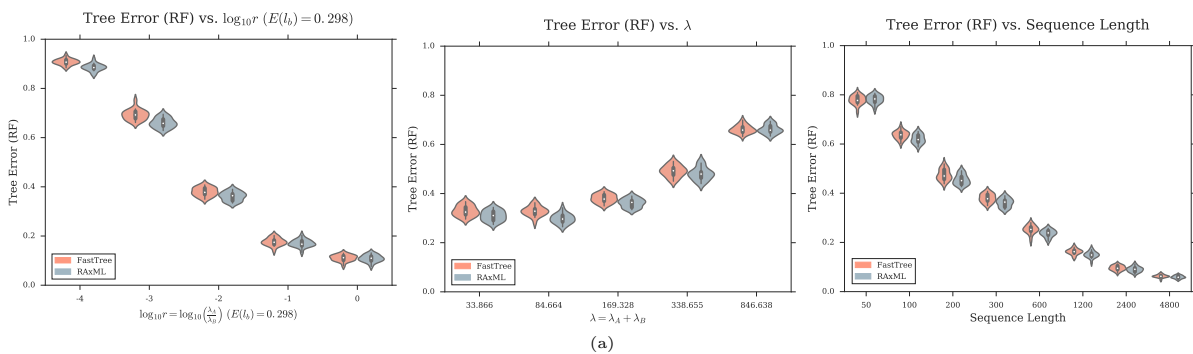 Tree Error (RF) vs. log₁₀r (E(l_b) = 0.298)
1.0
0.8
0.6
0.4
0.2
0.0
Tree Error (RF)
FastTree
RAxML
-4 -3 -2 -1 0
log₁₀r = log₁₀(λ_A/λ_B) (E(l_b) = 0.298)
Tree Error (RF) vs. λ
1.0
0.8
0.6
0.4
0.2
0.0
Tree Error (RF)
FastTree
RAxML
33.866 84.664 169.328 338.655 846.638
λ = λ_A + λ_B
Tree Error (RF) vs. Sequence Length
1.0
0.8
0.6
0.4
0.2
0.0
Tree Error (RF)
FastTree
RAxML
50 100 200 300 600 1200 2400 4800
Sequence Length
(a)